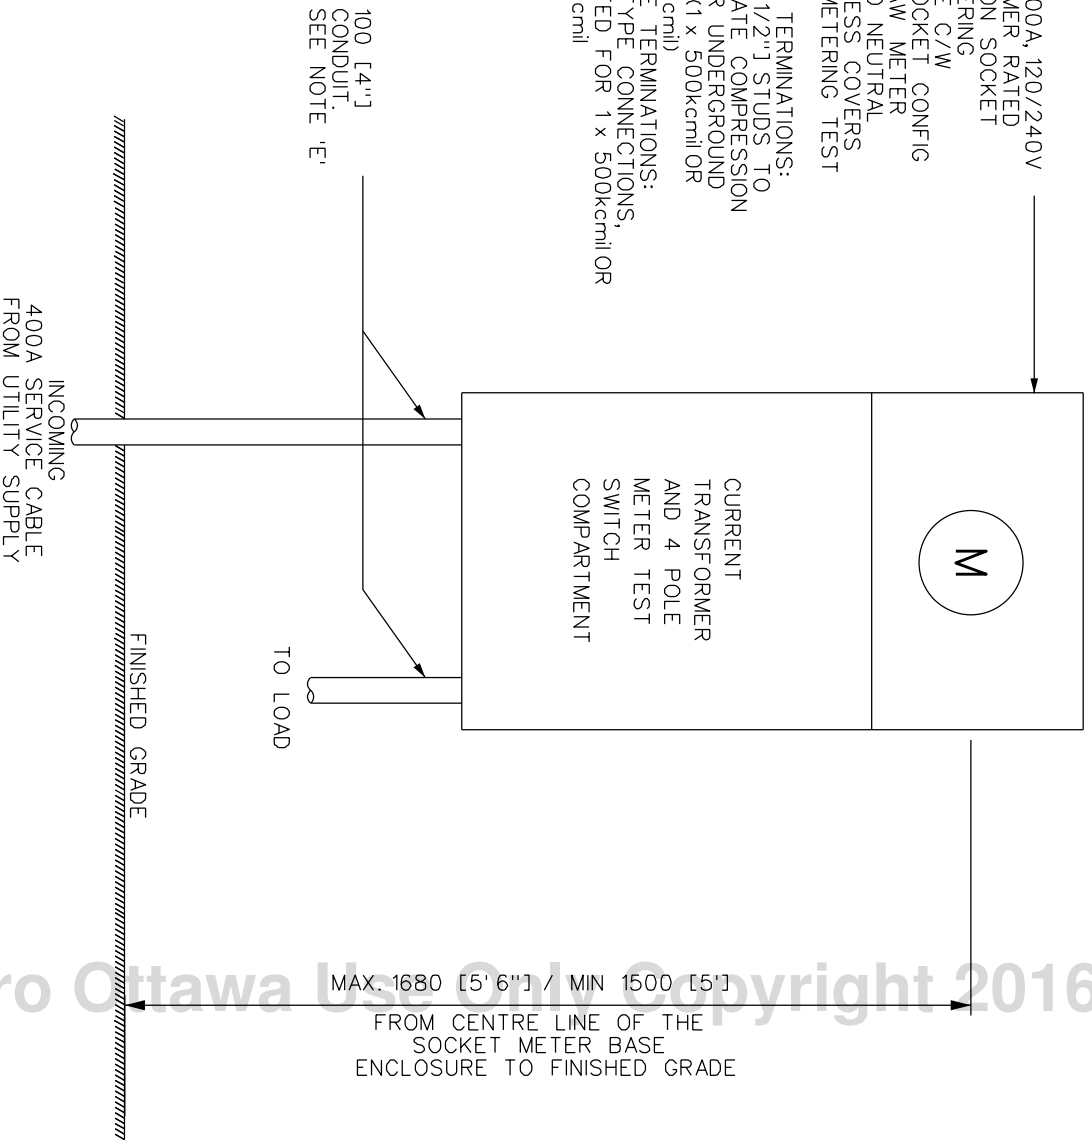 00A, 120/240V
MER, RATED
ON SOCKET
ERING
E C/W
OCKET CONFIG
AW METER
D NEUTRAL
ESS COVERS
METERING TEST
TERMINATIONS:
1/2"] STUDS TO
ATE COMPRESSION
R UNDERGROUND
(1 x 500kcmil OR
cmil)
E TERMINATIONS:
TYPE CONNECTIONS,
TED FOR 1 x 500kcmil OR
cmil
100 [4"]
CONDUIT.
SEE NOTE 'E'
M
CURRENT
TRANSFORMER
AND 4 POLE
METER TEST
SWITCH
COMPARTMENT
TO LOAD
FINISHED GRADE
INCOMING
400A SERVICE CABLE
FROM UTILITY SUPPLY
MAX. 1680 [5'6"] / MIN 1500 [5']
FROM CENTRE LINE OF THE
SOCKET METER BASE
ENCLOSURE TO FINISHED GRADE
ro Ottawa Use Only Copyright 2016